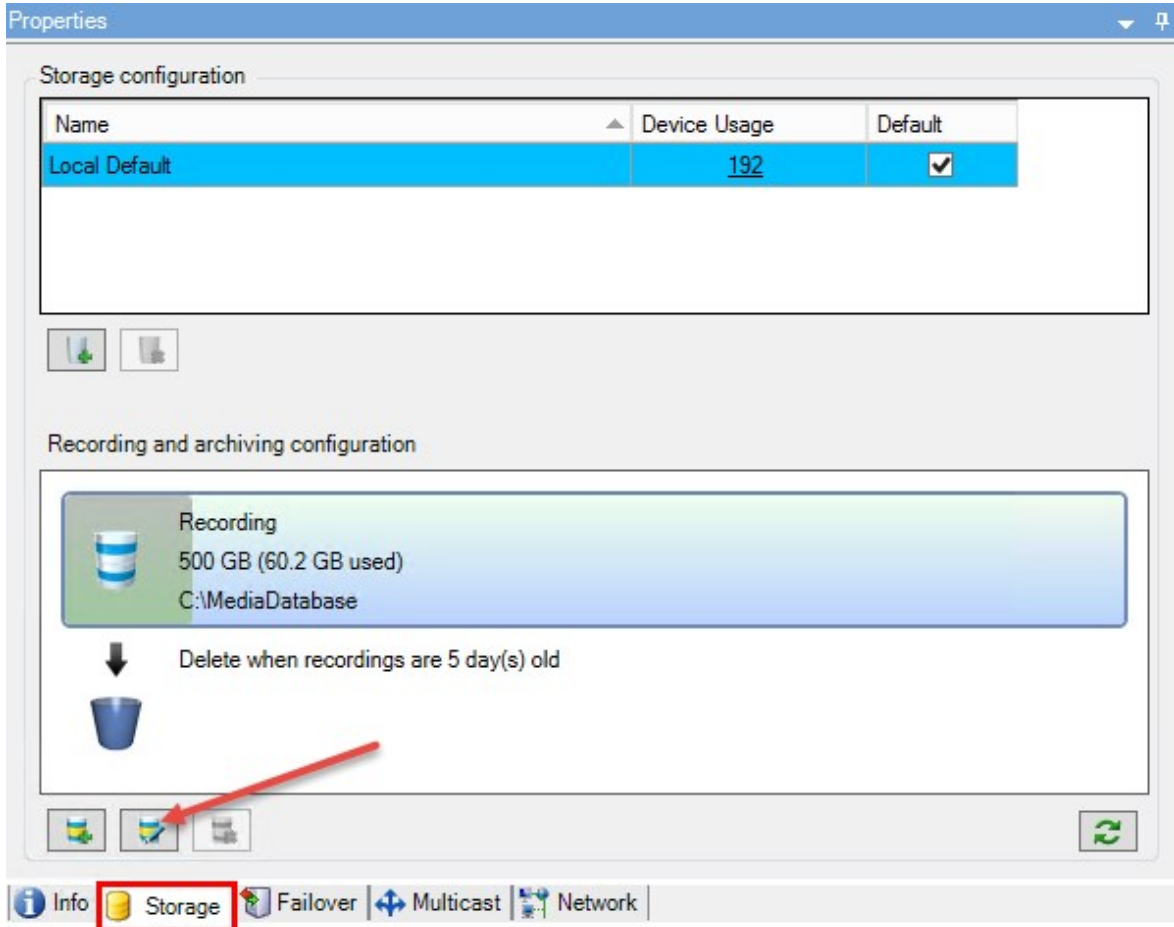 Properties
Storage configuration
Name Device Usage Default
Local Default 192
Recording and archiving configuration
Recording
500 GB (60.2 GB used)
C:\MediaDatabase
Delete when recordings are 5 day(s) old
Info Storage Failover Multicast Network